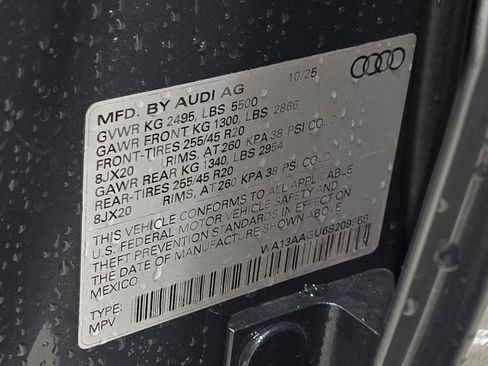 MFD. BY AUDI AG 10/25
GVWR KG 2495, LBS 5500
GAWR FRONT KG 1300, LBS 2866
FRONT-TIRES 255/45 R20
8JX20 RIMS, AT 260 KPA 38 PSI COLD
GAWR REAR KG 1340, LBS 2954
REAR-TIRES 255/45 R20
8JX20 RIMS, AT 260 KPA 38 PSI COLD
THIS VEHICLE CONFORMS TO ALL APPLICABLE
U.S. FEDERAL MOTOR VEHICLE SAFETY AND
THEFT PREVENTION STANDARDS IN EFFECT ON
THE DATE OF MANUFACTURE SHOWN ABOVE
MEXICO
TYPE:
MPV